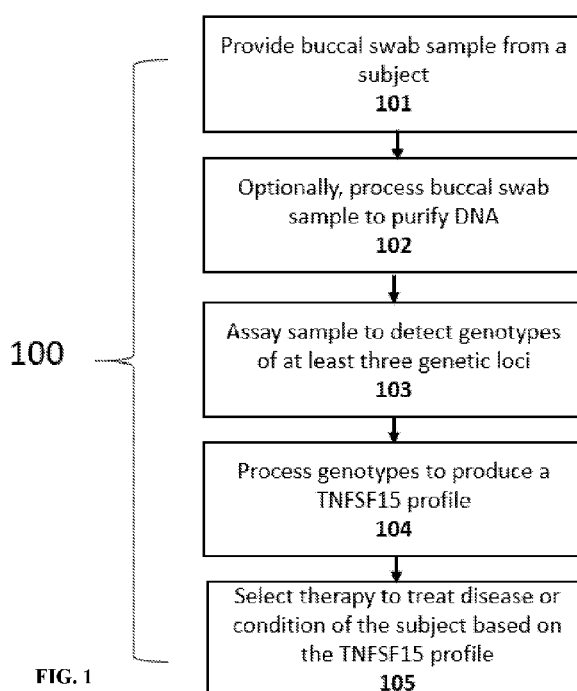 Provide buccal swab sample from a
subject
101
Optionally, process buccal swab
sample to purify DNA
102
100
Assay sample to detect genotypes
of at least three genetic loci
103
Process genotypes to produce a
TNFSF15 profile
104
Select therapy to treat disease or
condition of the subject based on
the TNFSF15 profile
105
FIG. 1